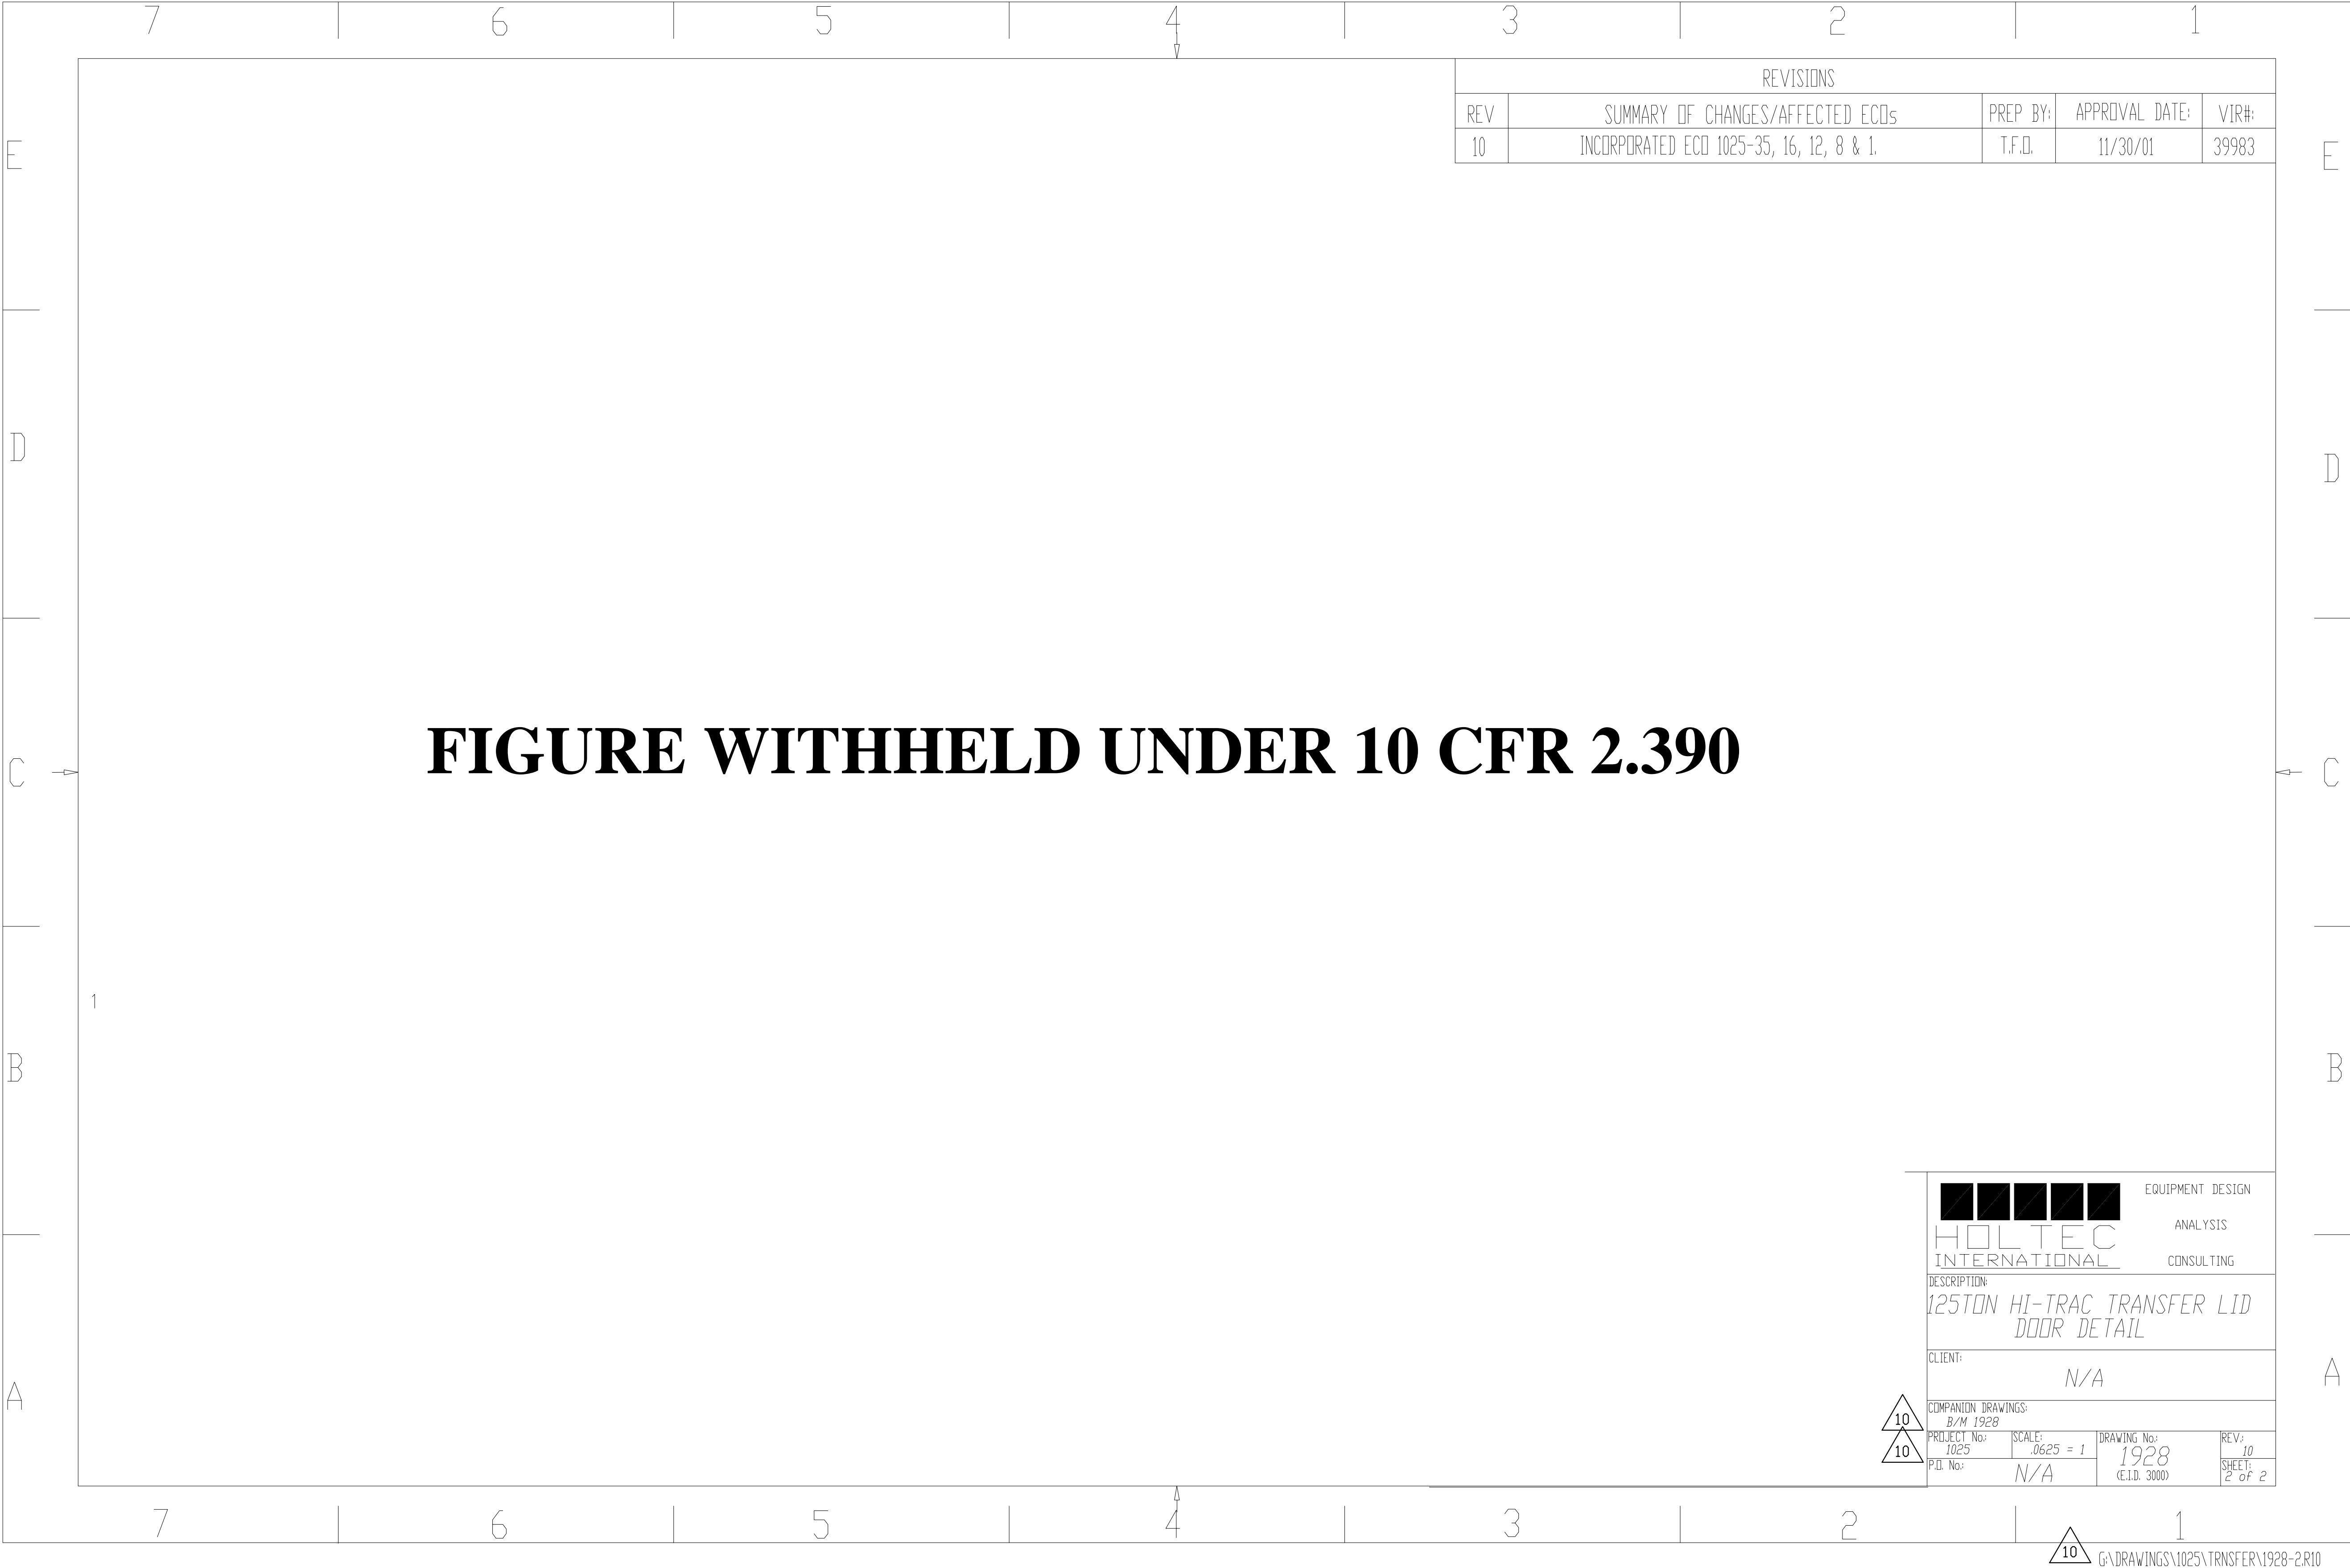 7 6 5 4 3 2 1
REVISIONS
REV SUMMARY OF CHANGES/AFFECTED ECOs PREP BY: APPROVAL DATE: VIR#:
10 INCORPORATED ECO 1025-35, 16, 12, 8 & 1. T.F.O. 11/30/01 39983
E E
D D
FIGURE WITHHELD UNDER 10 CFR 2.390
C C
1
B B
EQUIPMENT DESIGN
ANALYSIS
CONSULTING
HOLTEC
INTERNATIONAL
DESCRIPTION:
125TON HI-TRAC TRANSFER LID
DOOR DETAIL
CLIENT:
N/A
A A
COMPANION DRAWINGS:
B/M 1928
10
10
PROJECT No.:
1025
SCALE:
.0625 = 1
DRAWING No.:
1928
(E.I.D. 3000)
REV.:
10
P.O. No.:
N/A
SHEET:
2 of 2
7 6 5 4 3 2 1
10
G:\DRAWINGS\1025\TRNSFER\1928-2.R10